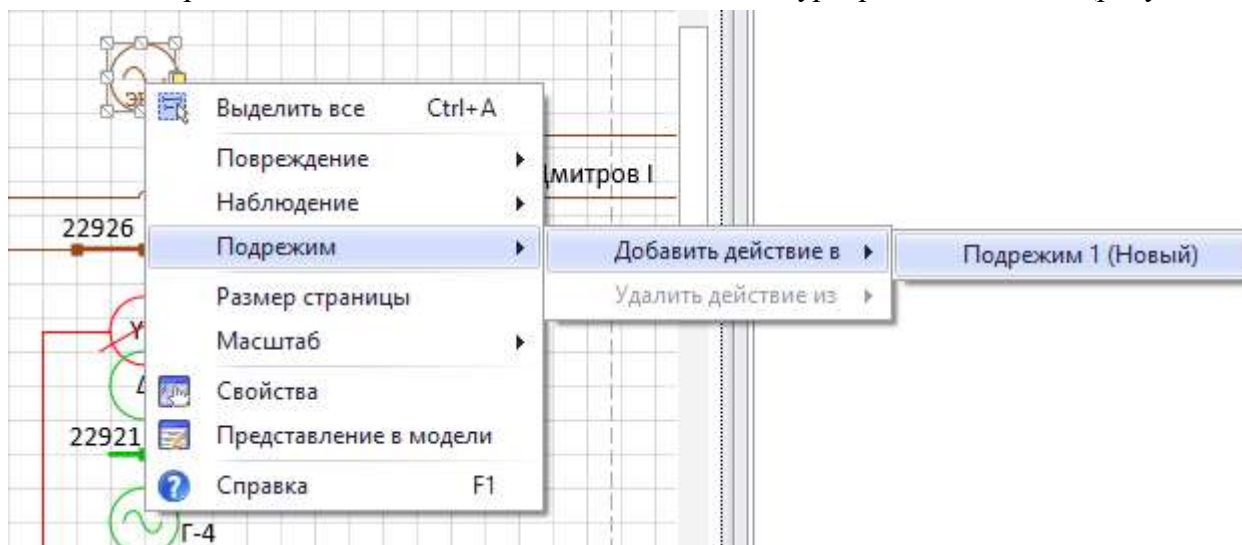 Выделить все Ctrl+A
Повреждение
Наблюдение
Дмитров I
22926
Подрежим
Добавить действие в
Подрежим 1 (Новый)
Размер страницы
Удалить действие из
Y
Масштаб
Свойства
22921
Представление в модели
Справка F1
Г-4